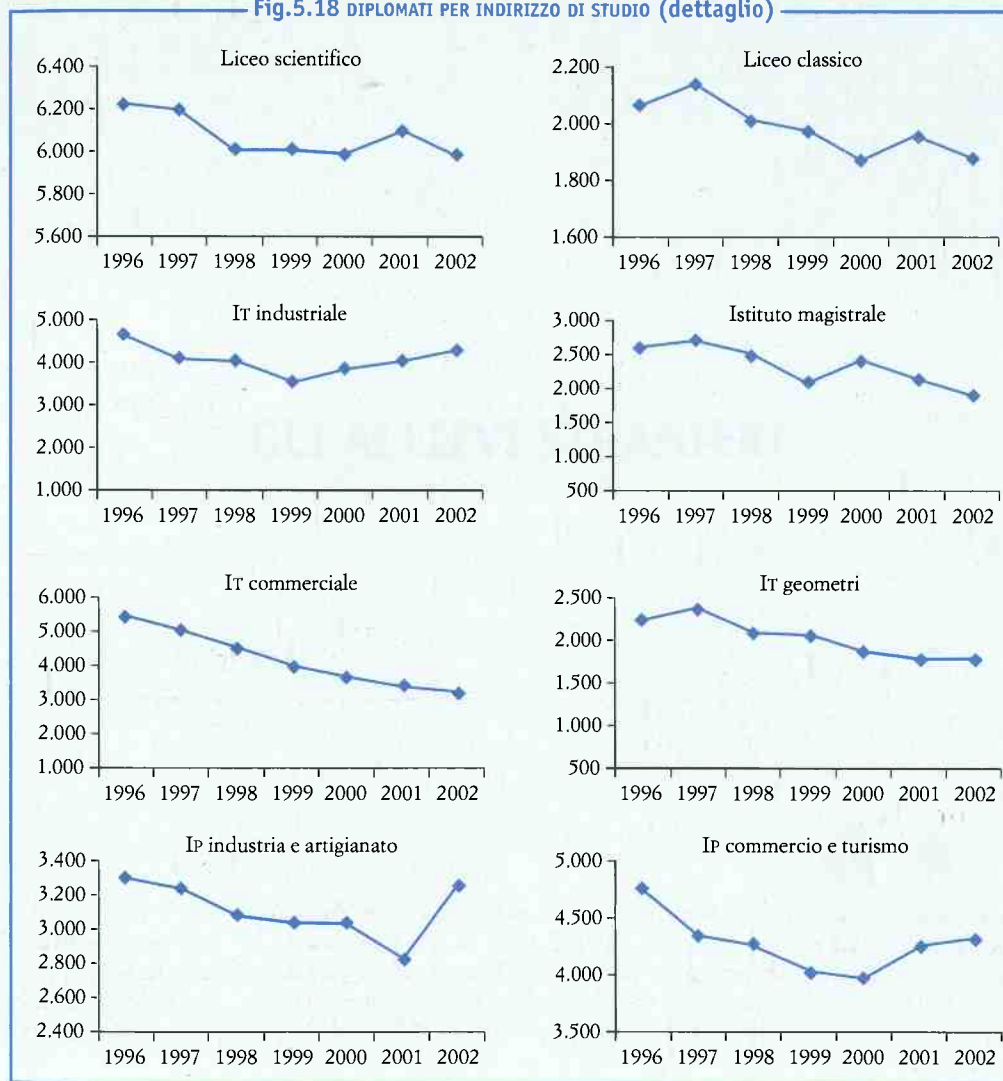 Fig.5.18 DIPLOMATI PER INDIRIZZO DI STUDIO (dettaglio)
Liceo scientifico
6.400
6.200
6.000
5.800
5.600
1996 1997 1998 1999 2000 2001 2002
Liceo classico
2.200
2.000
1.800
1.600
1996 1997 1998 1999 2000 2001 2002
IT industriale
5.000
4.000
3.000
2.000
1.000
1996 1997 1998 1999 2000 2001 2002
Istituto magistrale
3.000
2.500
2.000
1.500
1.000
500
1996 1997 1998 1999 2000 2001 2002
IT commerciale
6.000
5.000
4.000
3.000
2.000
1.000
1996 1997 1998 1999 2000 2001 2002
IT geometri
2.500
2.000
1.500
1.000
500
1996 1997 1998 1999 2000 2001 2002
IP industria e artigianato
3.400
3.200
3.000
2.800
2.600
2.400
1996 1997 1998 1999 2000 2001 2002
IP commercio e turismo
5.000
4.500
4.000
3.500
1996 1997 1998 1999 2000 2001 2002